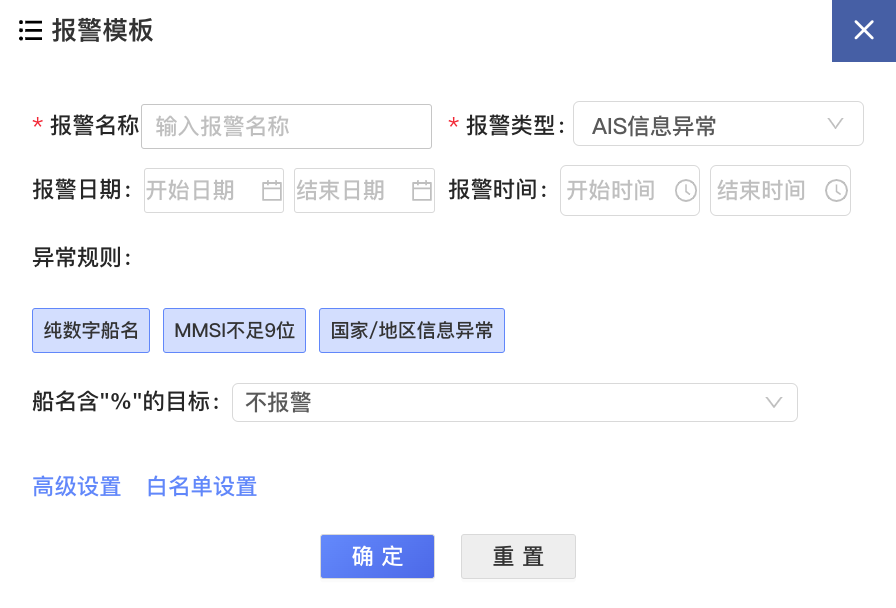 报警模板
* 报警名称 输入报警名称 * 报警类型： AIS信息异常
报警日期： 开始日期 结束日期 报警时间： 开始时间 结束时间
异常规则：
纯数字船名 MMSI不足9位 国家/地区信息异常
船名含"%"的目标： 不报警
高级设置 白名单设置
确定 重置